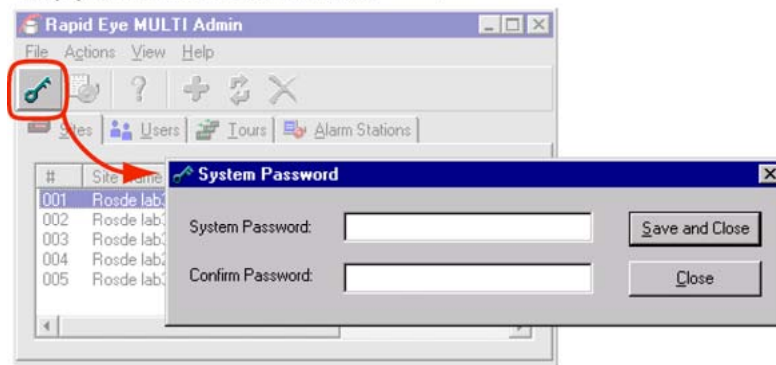 Rapid Eye MULTI Admin
File Actions View Help
Sites Users Tours Alarm Stations
# Site Name
001 Rosde lab
002 Rosde lab
003 Rosde lab
004 Rosde lab
005 Rosde lab
System Password
System Password:
Save and Close
Confirm Password:
Close